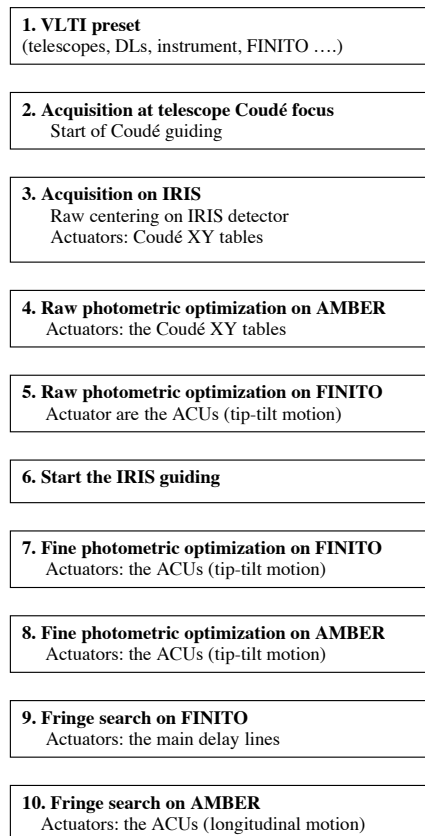 1. VLTI preset
(telescopes, DLs, instrument, FINITO ….)
2. Acquisition at telescope Coudé focus
Start of Coudé guiding
3. Acquisition on IRIS
Raw centering on IRIS detector
Actuators: Coudé XY tables
4. Raw photometric optimization on AMBER
Actuators: the Coudé XY tables
5. Raw photometric optimization on FINITO
Actuator are the ACUs (tip-tilt motion)
6. Start the IRIS guiding
7. Fine photometric optimization on FINITO
Actuators: the ACUs (tip-tilt motion)
8. Fine photometric optimization on AMBER
Actuators: the ACUs (tip-tilt motion)
9. Fringe search on FINITO
Actuators: the main delay lines
10. Fringe search on AMBER
Actuators: the ACUs (longitudinal motion)